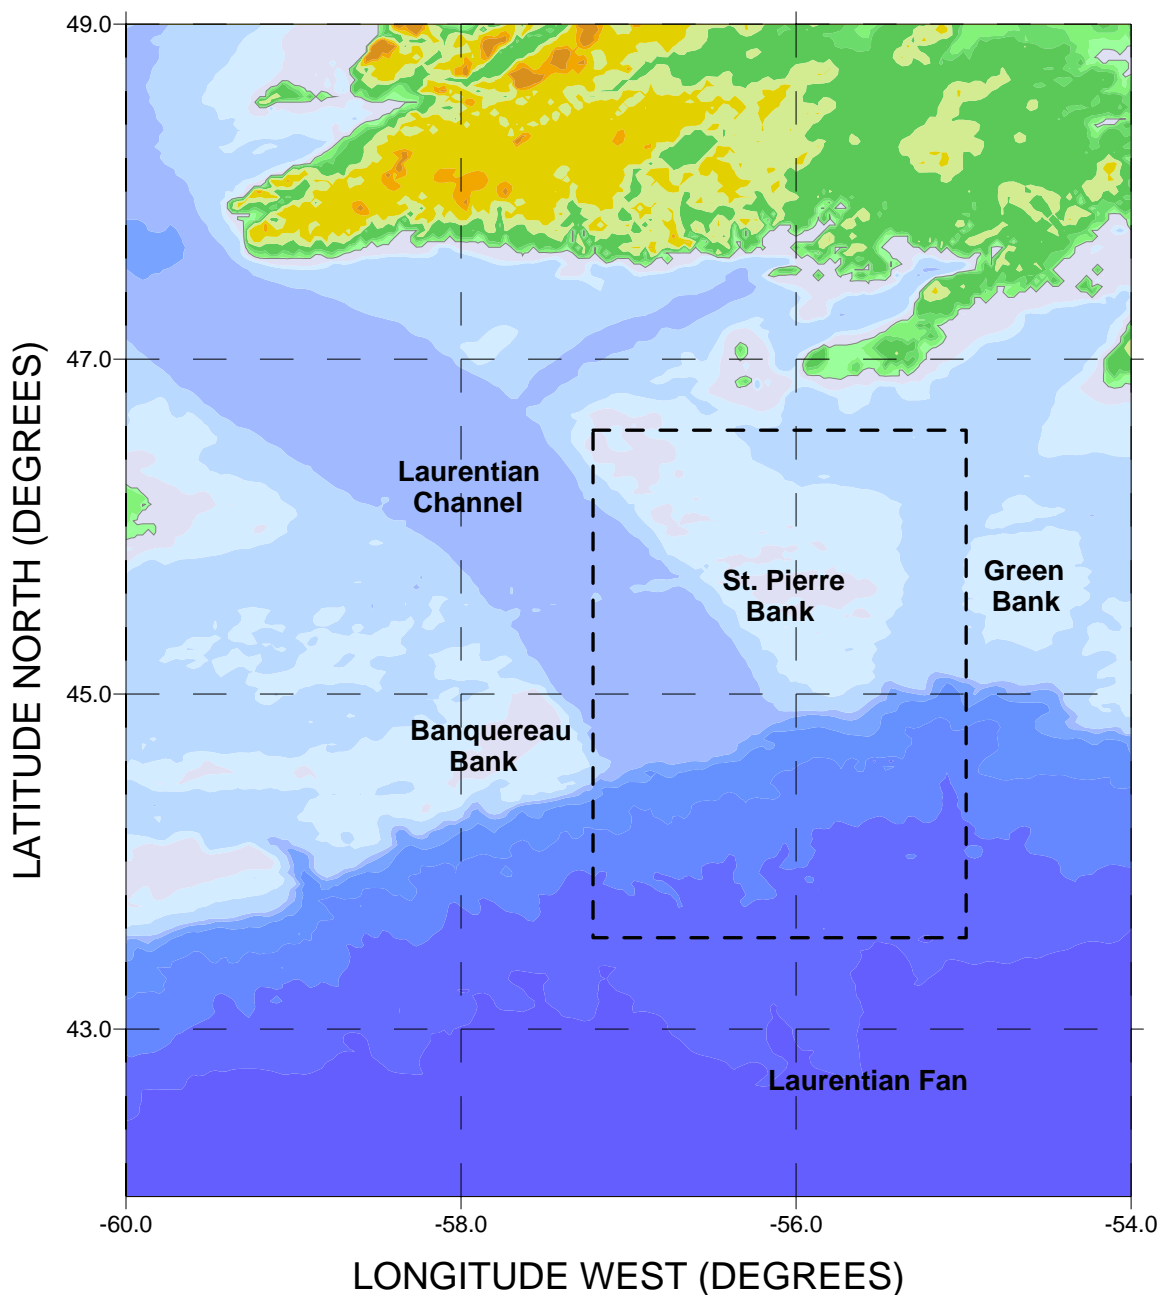 49.0
47.0
45.0
43.0
LATITUDE NORTH (DEGREES)
Laurentian
Channel
St. Pierre
Bank
Green
Bank
Banquereau
Bank
Laurentian Fan
-60.0
-58.0
-56.0
-54.0
LONGITUDE WEST (DEGREES)